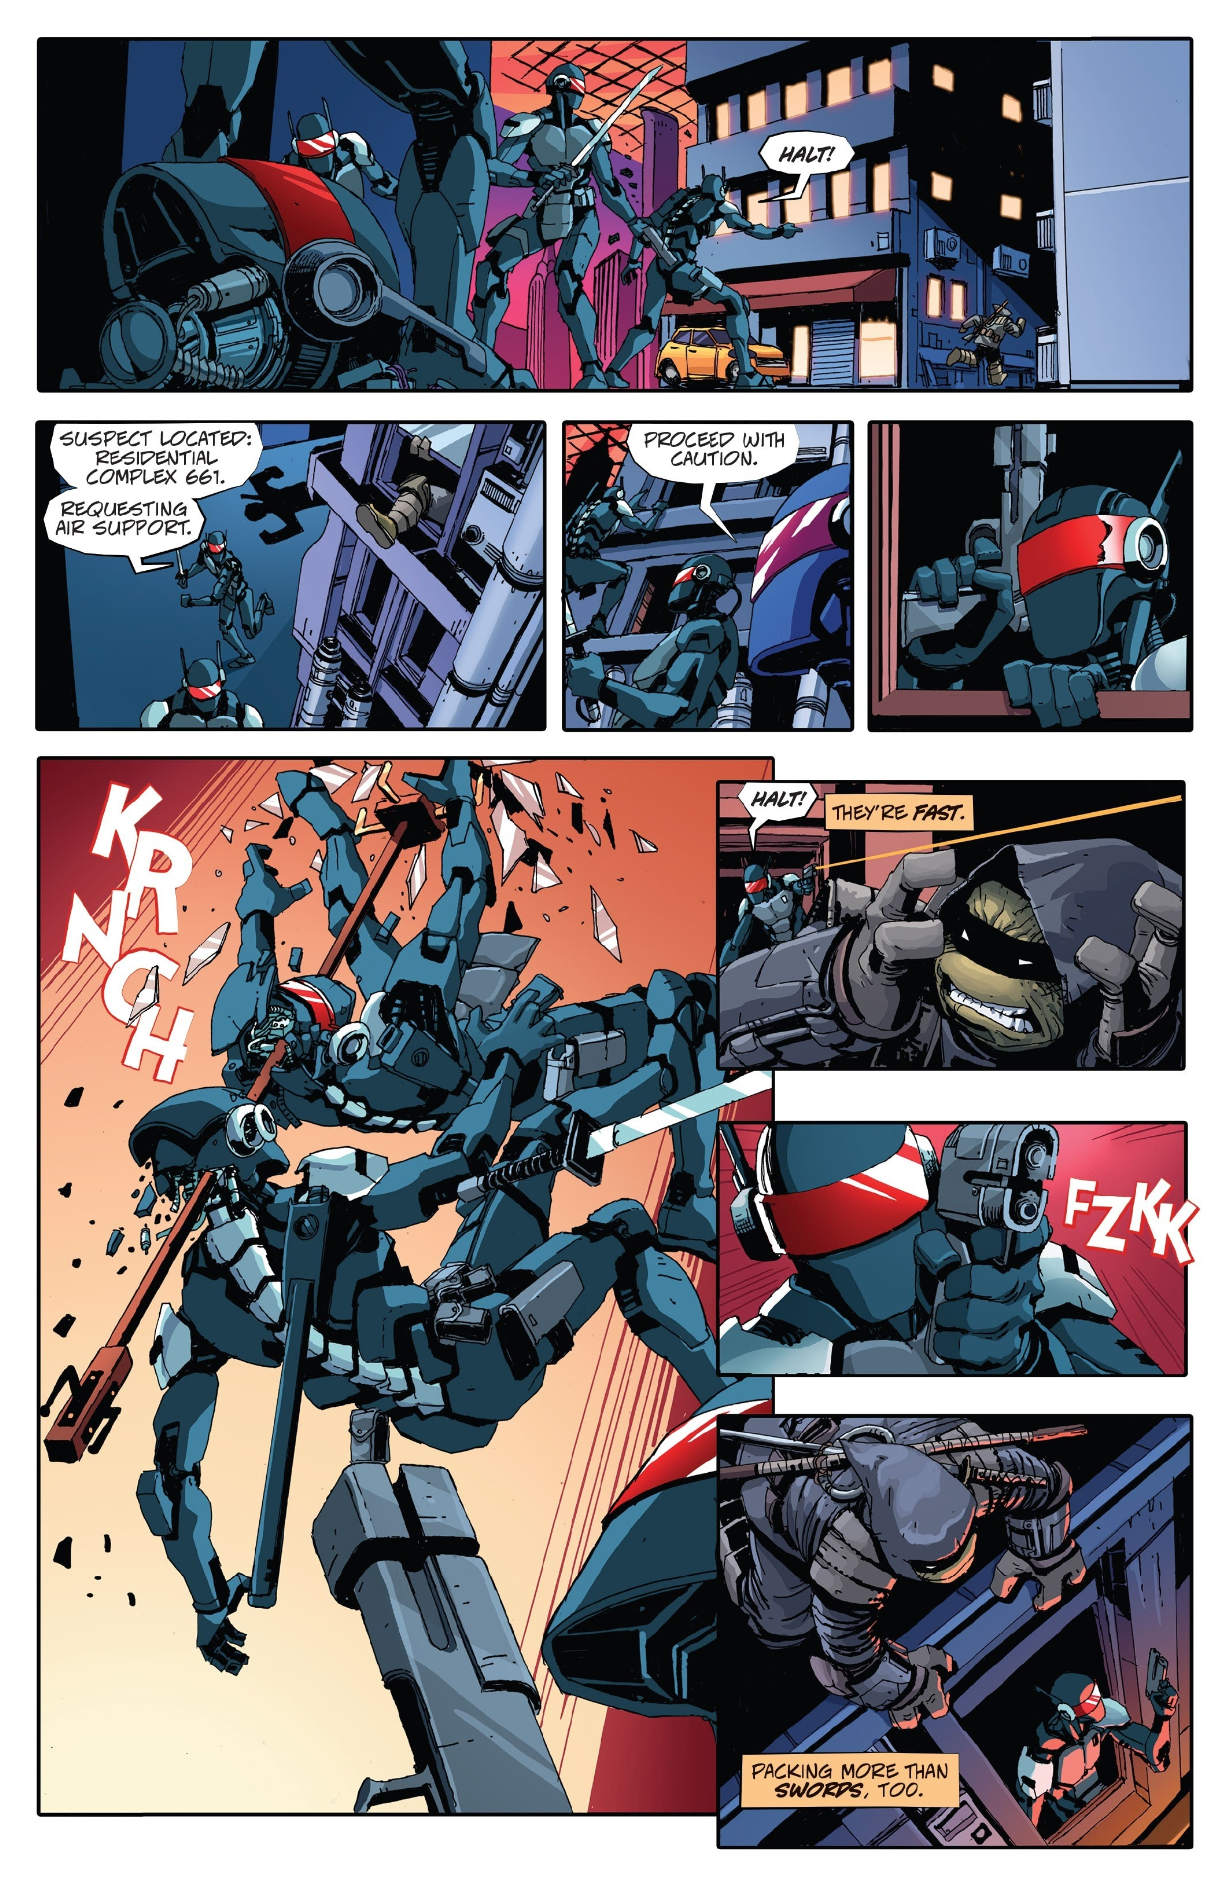 HALT!
SUSPECT LOCATED:
RESIDENTIAL
COMPLEX 661.
REQUESTING
AIR SUPPORT.
PROCEED WITH
CAUTION.
KRNCH
HALT!
THEY'RE FAST.
FZKK
PACKING MORE THAN
SWORDS, TOO.